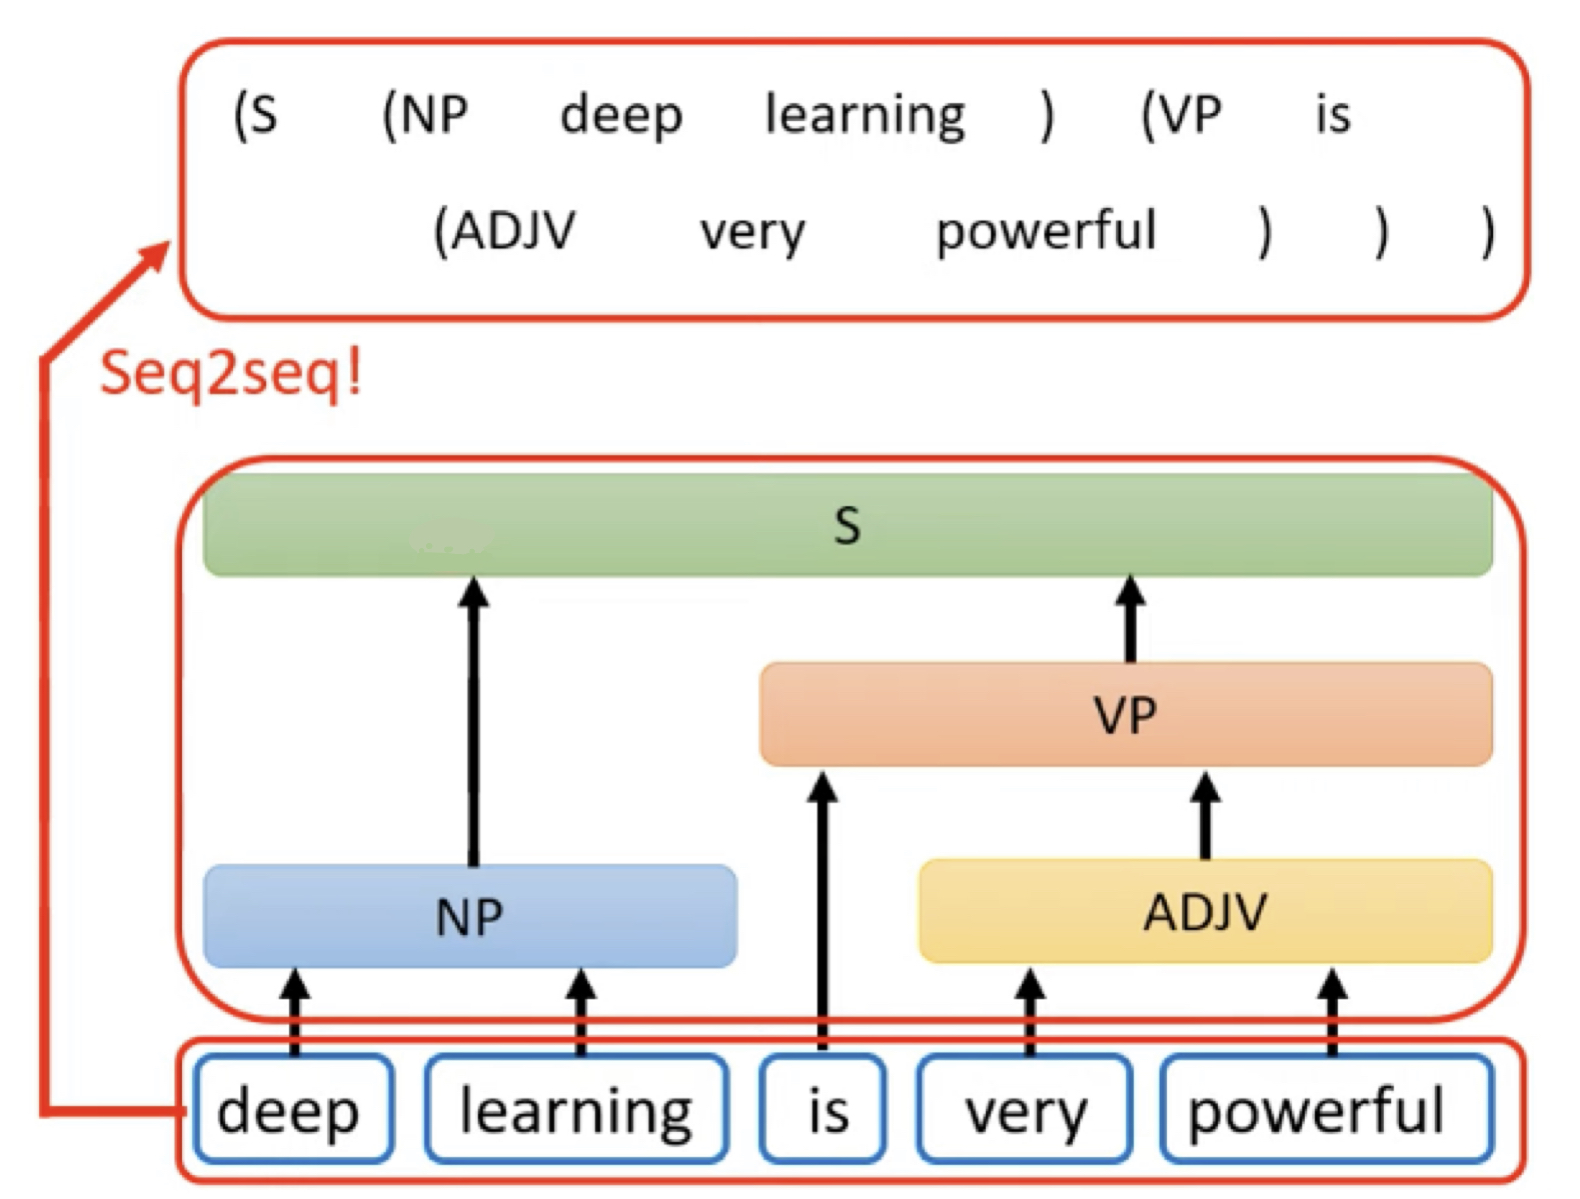 (S (NP deep learning ) (VP is
(ADJV very powerful ) ) )
Seq2seq!
S
VP
NP ADJV
deep learning is very powerful